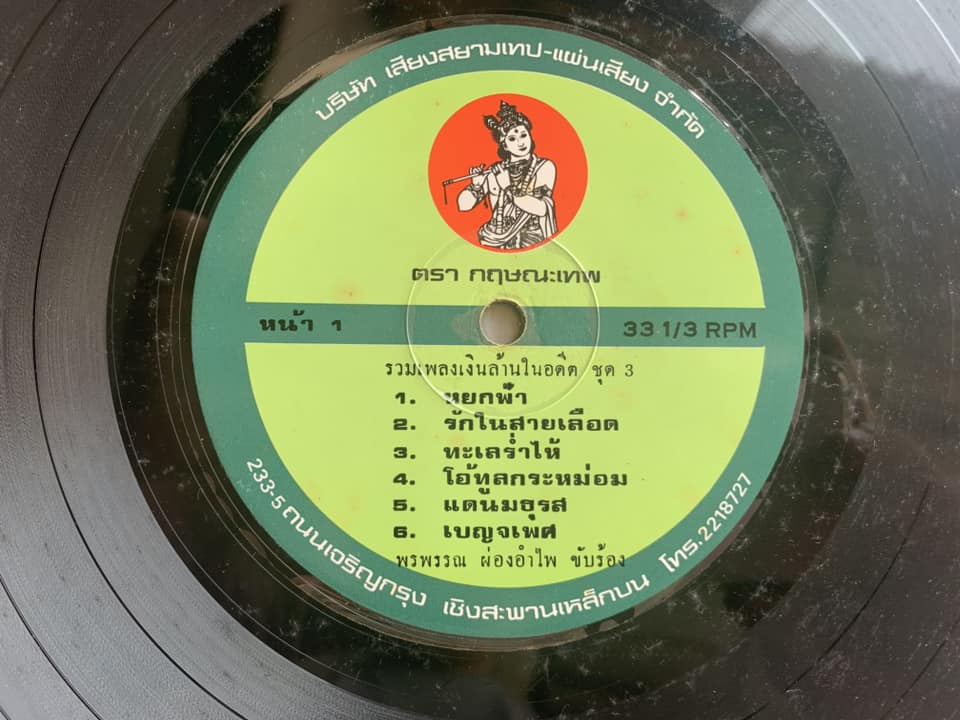 บริษัท เสียงสยามเทป-แผ่นเสียง จำกัด
ตรา กฤษณะเทพ
หน้า 1
33 1/3 RPM
รวมเพลงเงินล้านในอดีต ชุด 3
1. หยกฟ้า
2. รักในสายเลือด
3. ทะเลร่ำไห้
4. โอ้ทูลกระหม่อม
5. แดนมธุรส
6. เบญจเพศ
พรพรรณ ผ่องอำไพ ขับร้อง
233-5 ถนนเจริญกรุง เชิงสะพานเหล็กบน โทร.2218727